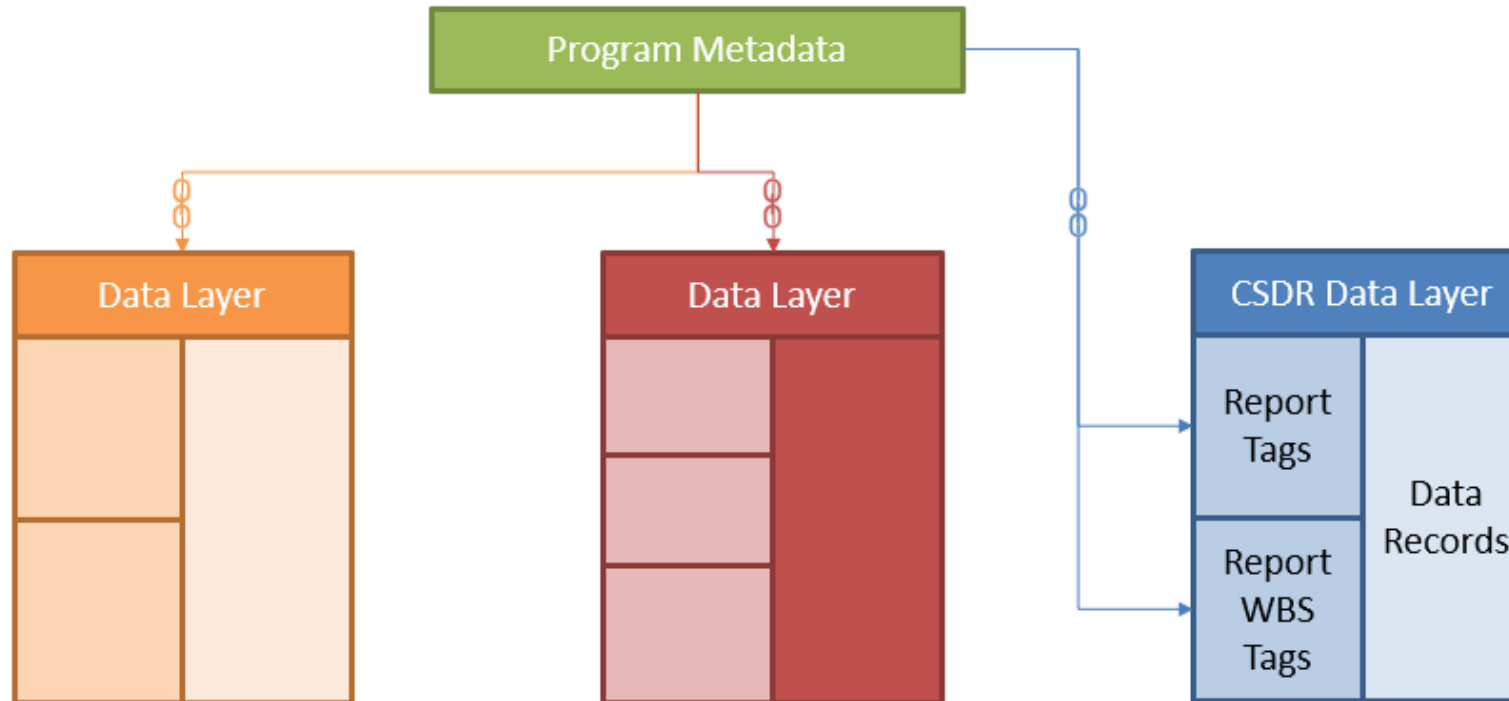 Program Metadata
Data Layer
Data Layer
CSDR Data Layer
Report
Tags
Data
Records
Report
WBS
Tags